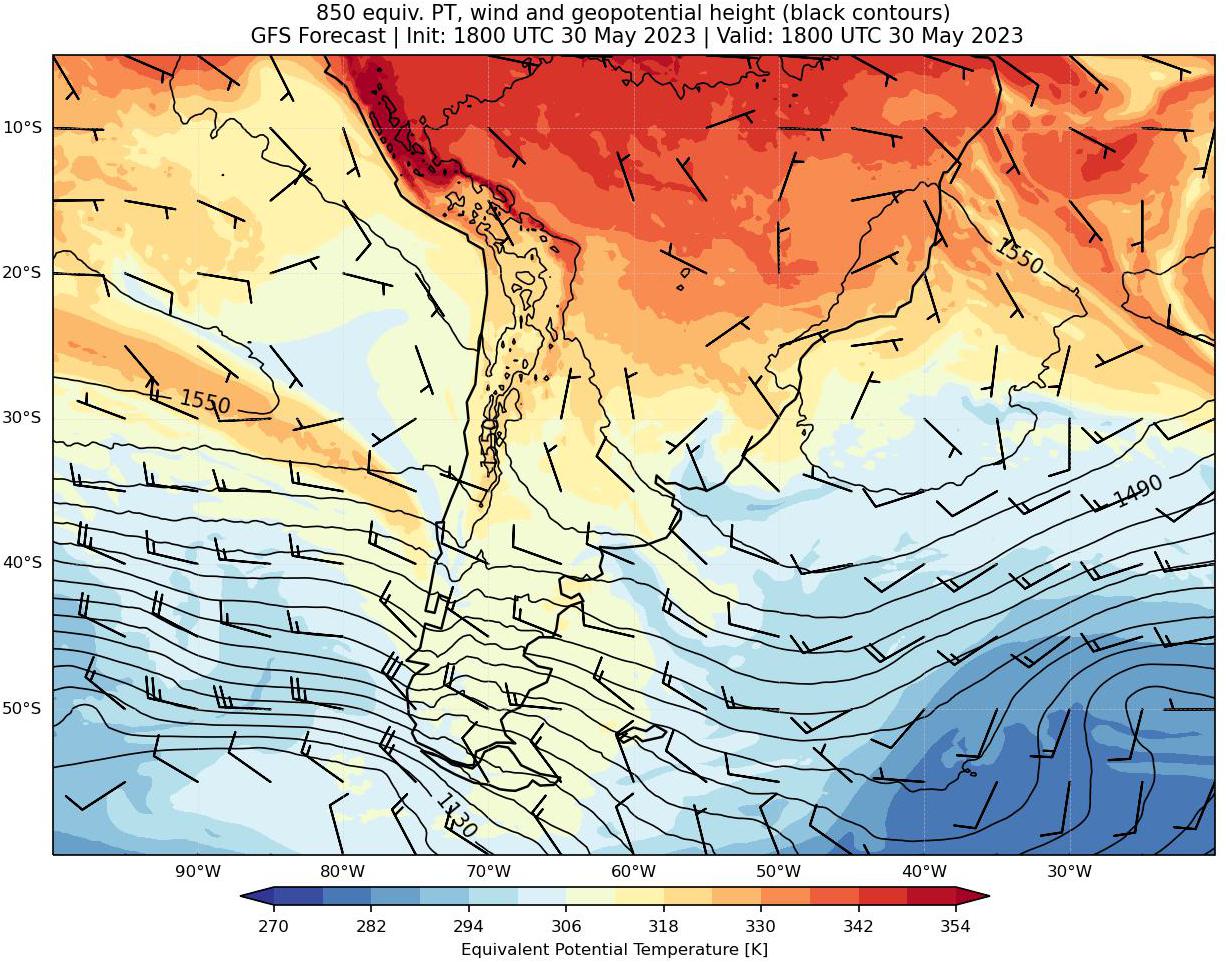 850 equiv. PT, wind and geopotential height (black contours)
GFS Forecast | Init: 1800 UTC 30 May 2023 | Valid: 1800 UTC 30 May 2023
10°S
20°S
1550
1550
30°S
1490
40°S
50°S
1130
90°W 80°W 70°W 60°W 50°W 40°W 30°W
270 282 294 306 318 330 342 354
Equivalent Potential Temperature [K]